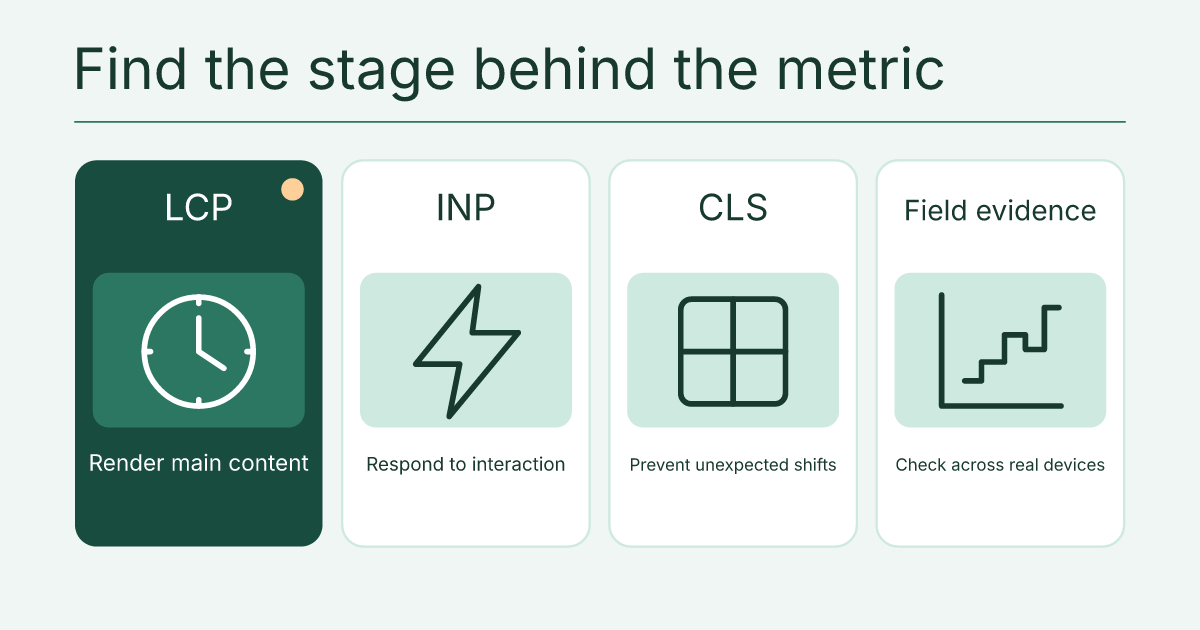 Find the stage behind the metric
LCP
INP
CLS
Field evidence
Render main content
Respond to interaction
Prevent unexpected shifts
Check across real devices